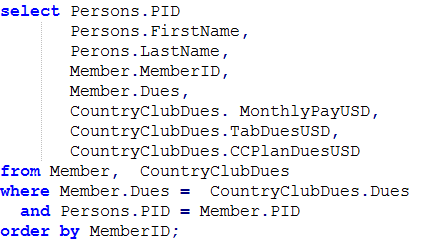 select Persons.PID
Persons.FirstName,
Perons.LastName,
Member.MemberID,
Member.Dues,
CountryClubDues. MonthlyPayUSD,
CountryClubDues.TabDuesUSD,
CountryClubDues.CCPlanDuesUSD
from Member,  CountryClubDues
where Member.Dues =  CountryClubDues.Dues
and Persons.PID = Member.PID
order by MemberID;